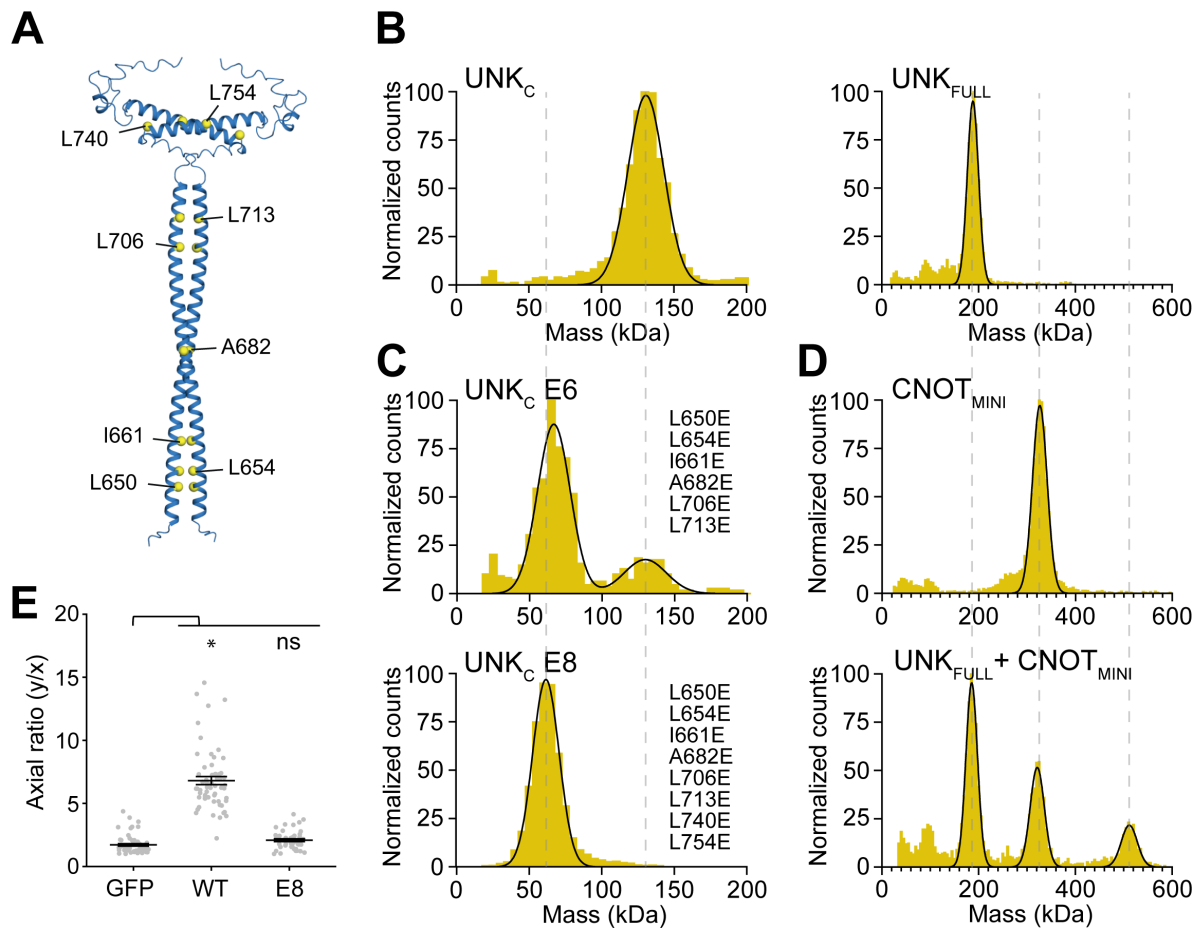 A
L754
L740
L713
L706
A682
I661
L654
L650
B
UNKC
Normalized counts
100
75
50
25
0
0 50 100 150 200
Mass (kDa)
UNKFULL
Normalized counts
100
75
50
25
0
0 200 400 600
Mass (kDa)
C
UNKC E6
L650E
L654E
I661E
A682E
L706E
L713E
Normalized counts
100
75
50
25
0
0 50 100 150 200
UNKC E8
L650E
L654E
I661E
A682E
L706E
L713E
L740E
L754E
Normalized counts
100
75
50
25
0
0 50 100 150 200
Mass (kDa)
D
CNOTMINI
Normalized counts
100
75
50
25
0
0 200 400 600
UNKFULL + CNOTMINI
Normalized counts
100
75
50
25
0
0 200 400 600
Mass (kDa)
E
Axial ratio (y/x)
20
15
10
5
0
* ns
GFP WT E8